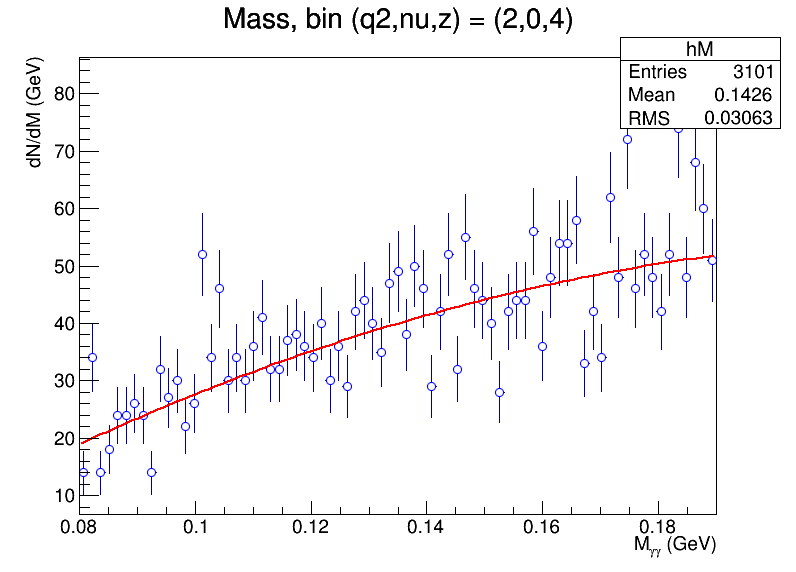 Mass, bin (q2,nu,z) = (2,0,4)
hM
Entries 3101
Mean 0.1426
RMS 0.03063
dN/dM (GeV)
80
70
60
50
40
30
20
10
0.08 0.1 0.12 0.14 0.16 0.18
Mγγ (GeV)